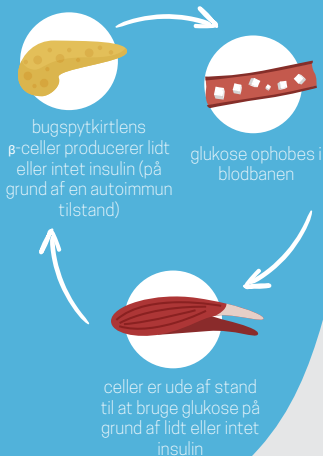 bugspytkirtlens
β-celler producerer lidt
eller intet insulin (på
grund af en autoimmun
tilstand)
glukose ophobes i
blodbanen
celler er ude af stand
til at bruge glukose på
grund af lidt eller intet
insulin